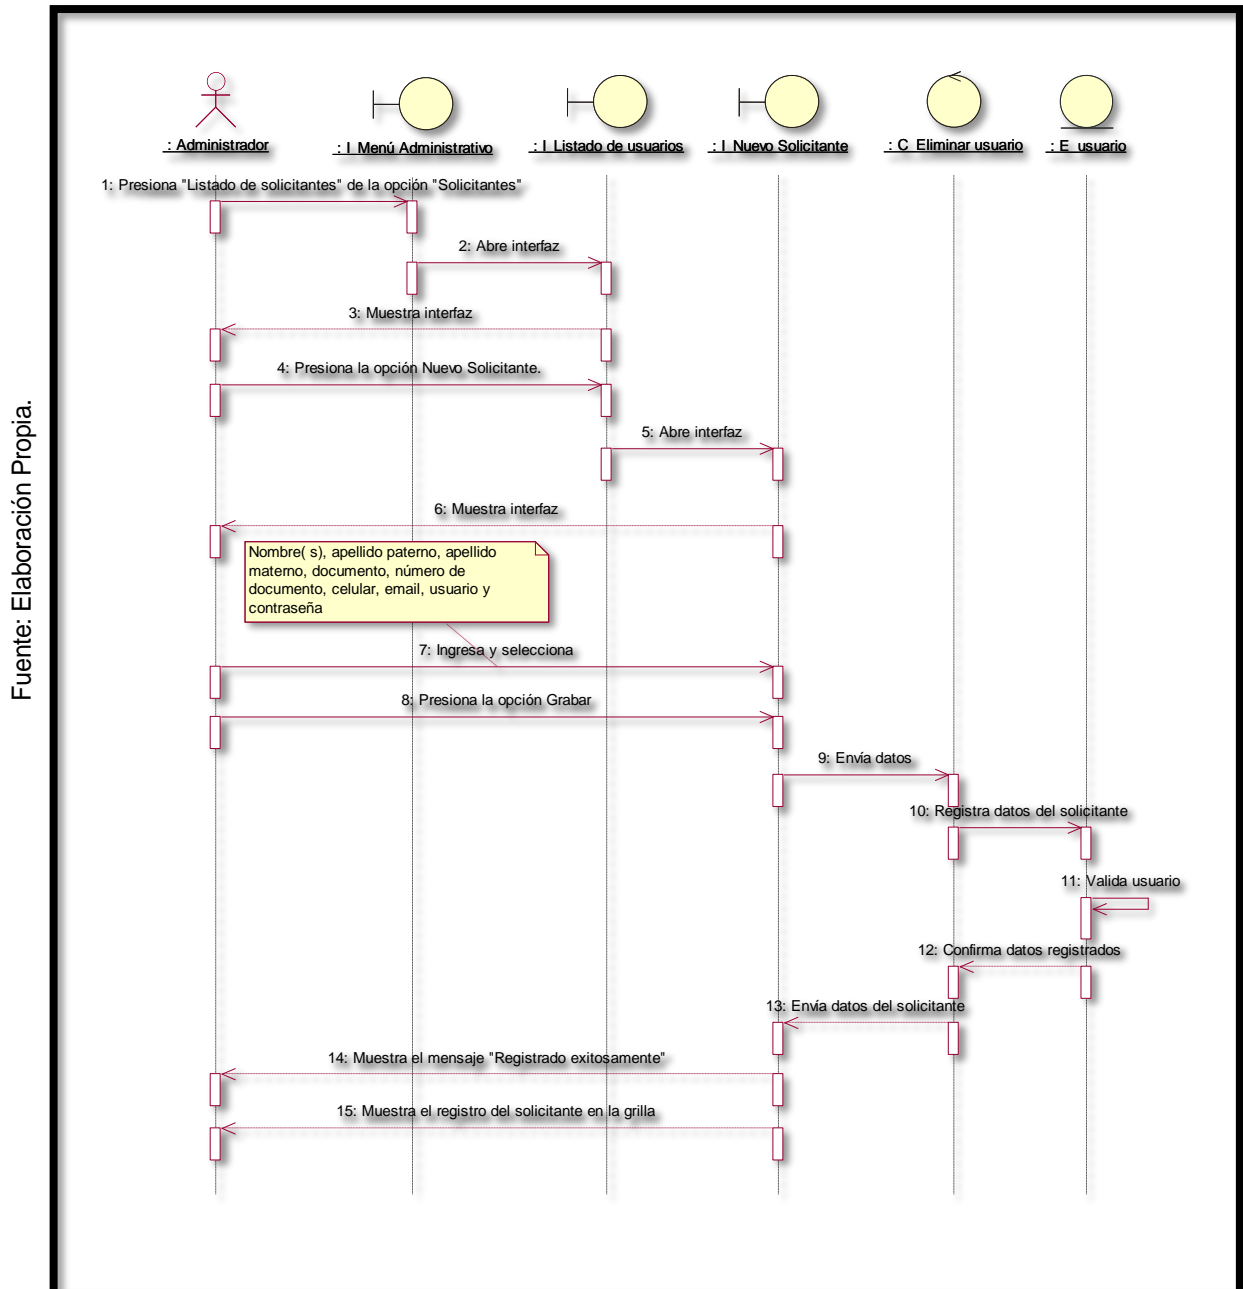 Fuente: Elaboración Propia.
: Administrador
: I_Menú Administrativo
: I_Listado de usuarios
: I_Nuevo Solicitante
: C_Eliminar usuario
: E_usuario
1: Presiona "Listado de solicitantes" de la opción "Solicitantes"
2: Abre interfaz
3: Muestra interfaz
4: Presiona la opción Nuevo Solicitante.
5: Abre interfaz
6: Muestra interfaz
Nombre( s), apellido paterno, apellido
materno, documento, número de
documento, celular, email, usuario y
contraseña
7: Ingresa y selecciona
8: Presiona la opción Grabar
9: Envía datos
10: Registra datos del solicitante
11: Valida usuario
12: Confirma datos registrados
13: Envía datos del solicitante
14: Muestra el mensaje "Registrado exitosamente"
15: Muestra el registro del solicitante en la grilla